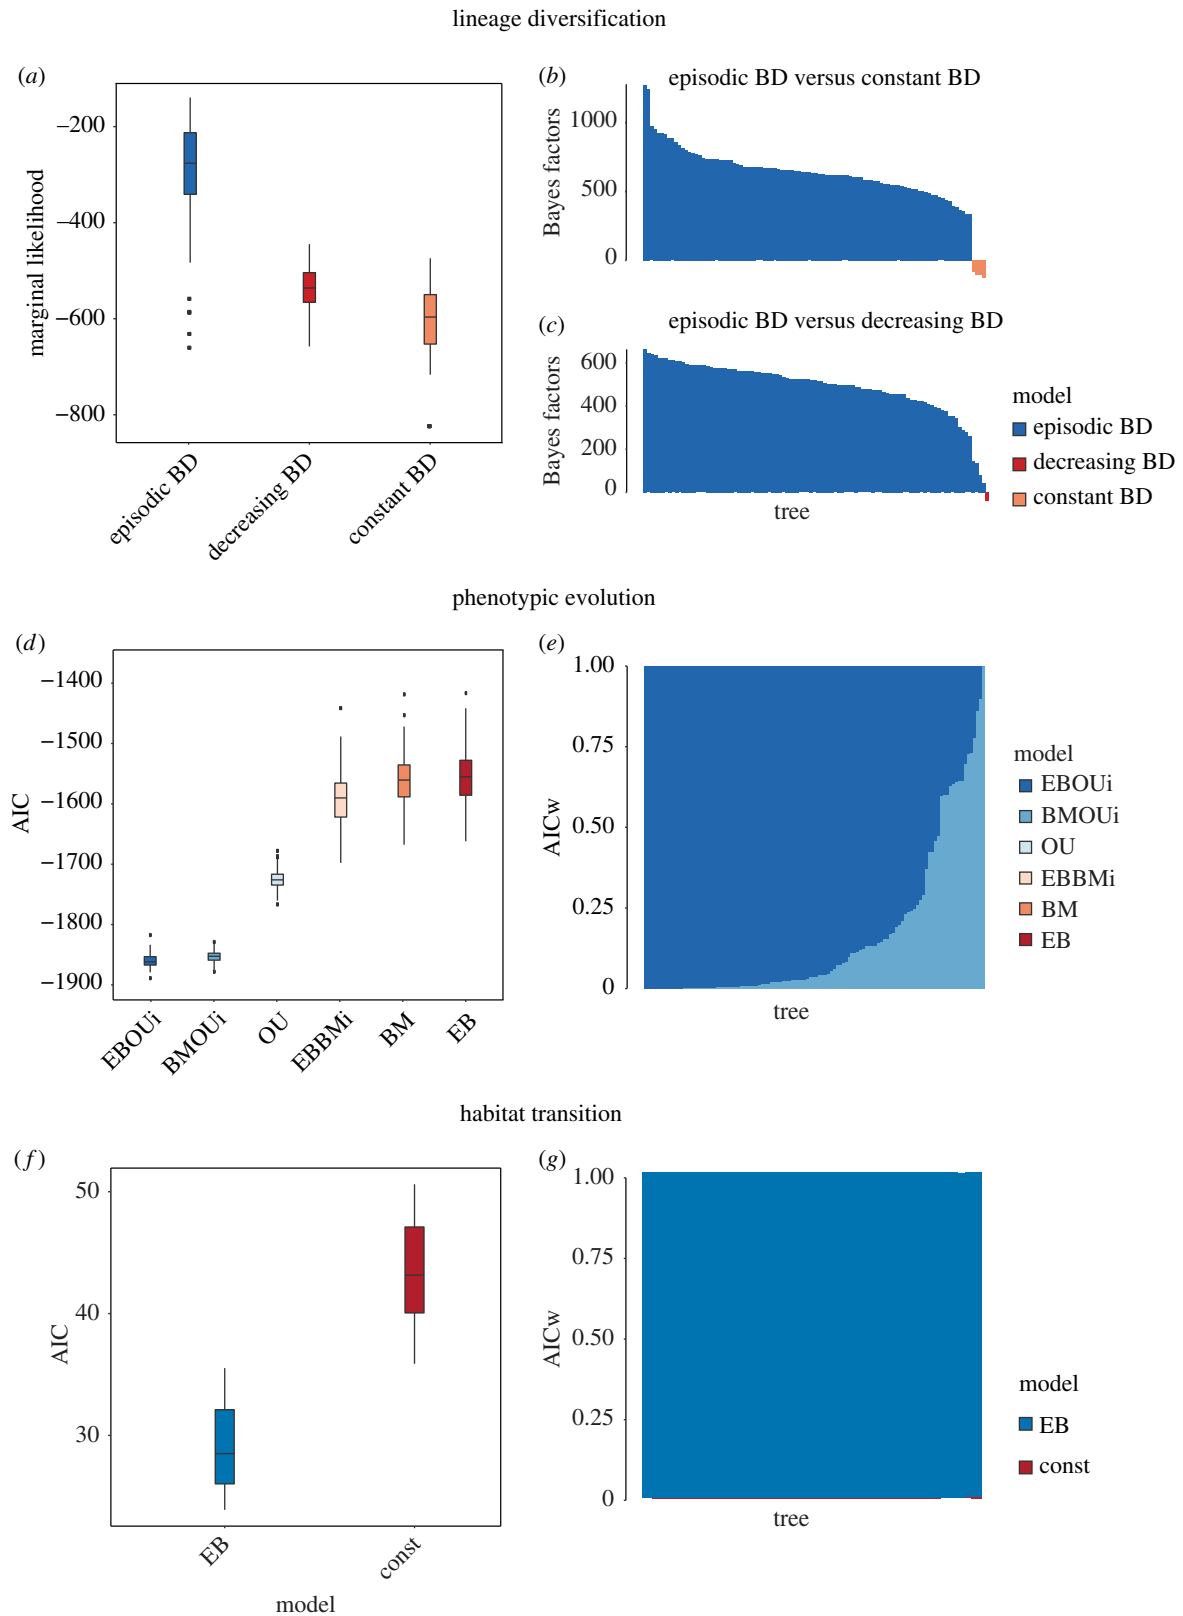 lineage diversification
(a)
−200
−400
−600
−800
marginal likelihood
episodic BD
decreasing BD
constant BD
(b)
episodic BD versus constant BD
1000
500
0
Bayes factors
(c)
episodic BD versus decreasing BD
600
400
200
0
Bayes factors
tree
model
episodic BD
decreasing BD
constant BD
phenotypic evolution
(d)
−1400
−1500
−1600
−1700
−1800
−1900
AIC
EBOUi
BMOUi
OU
EBBMi
BM
EB
(e)
1.00
0.75
0.50
0.25
0
AICw
tree
model
EBOUi
BMOUi
OU
EBBMi
BM
EB
habitat transition
(f)
50
40
30
AIC
EB
const
model
(g)
1.00
0.75
0.50
0.25
0
AICw
tree
model
EB
const